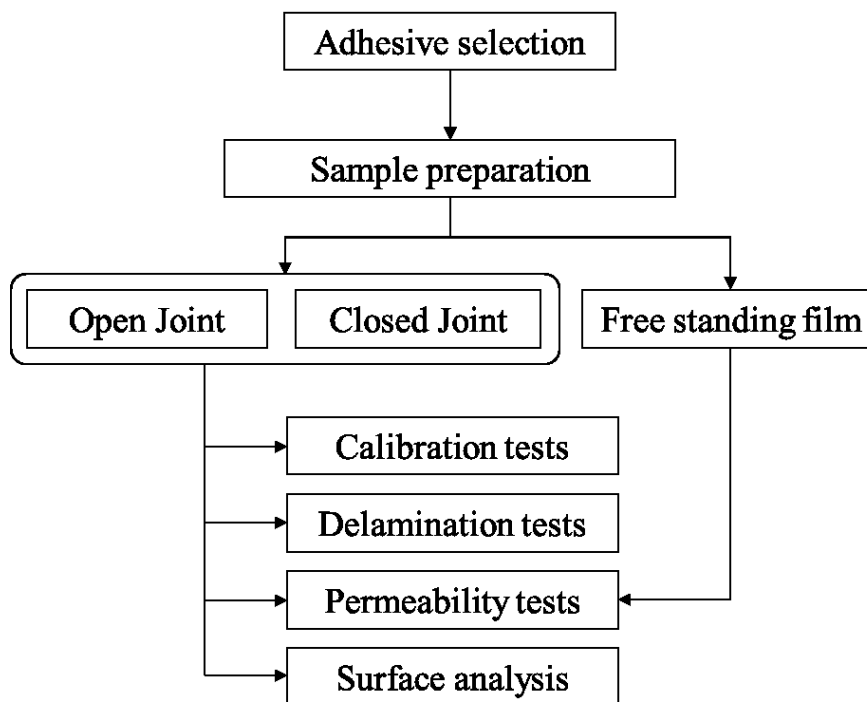 Adhesive selection
Sample preparation
Open Joint
Closed Joint
Free standing film
Calibration tests
Delamination tests
Permeability tests
Surface analysis